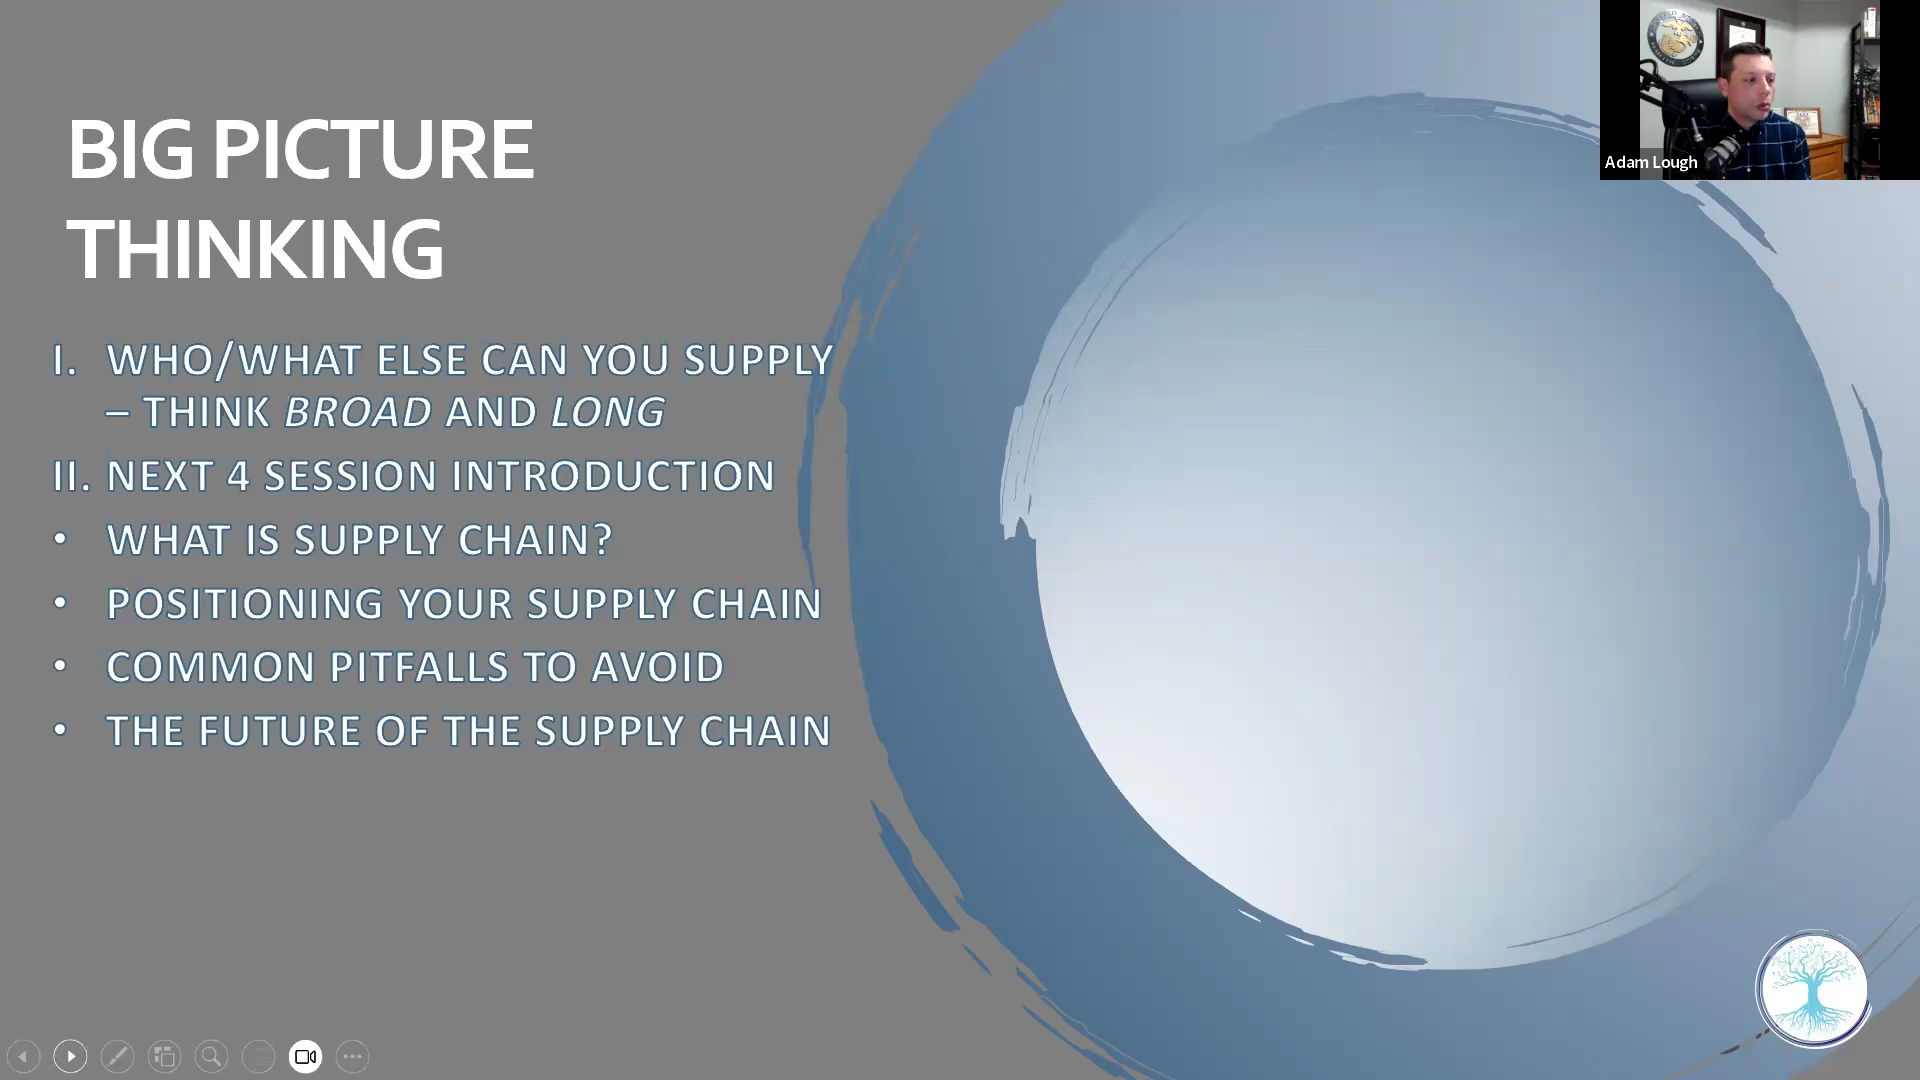 BIG PICTURE
THINKING
I. WHO/WHAT ELSE CAN YOU SUPPLY
– THINK BROAD AND LONG
II. NEXT 4 SESSION INTRODUCTION
• WHAT IS SUPPLY CHAIN?
• POSITIONING YOUR SUPPLY CHAIN
• COMMON PITFALLS TO AVOID
• THE FUTURE OF THE SUPPLY CHAIN
Adam Lough